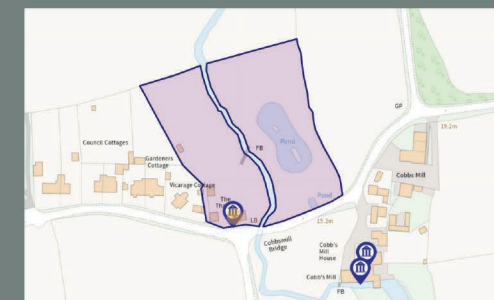 GP
19.2m
Council Cottages
FB
Pond
Gardeners
Cottage
Cobbs Mill
Vicarage Cottage
The
Pond
LB
15.2m
Cobbsmill
Bridge
Cobb's
Mill
House
Cobb's Mill
FB